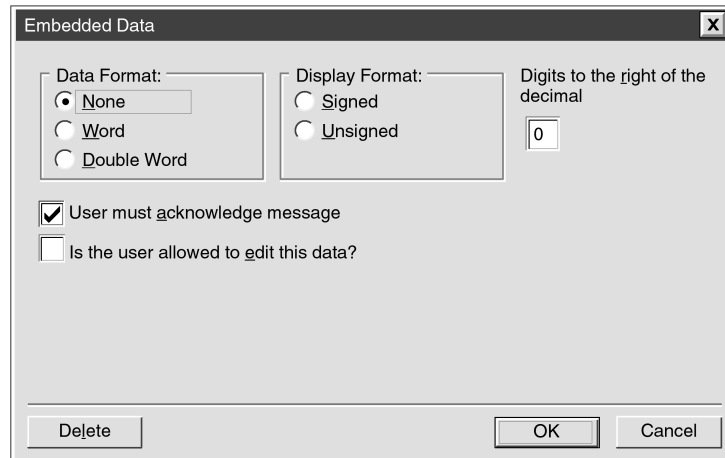 Embedded Data
X
Data Format:
None
Word
Double Word
Display Format:
Signed
Unsigned
Digits to the right of the
decimal
0
User must acknowledge message
Is the user allowed to edit this data?
Delete
OK
Cancel